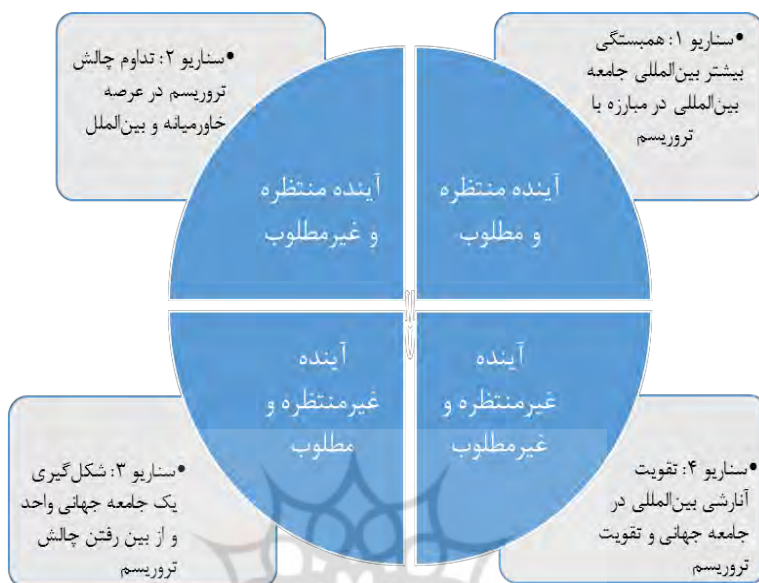 •سناریو ۱: همبستگی
بیشتر بین‌المللی جامعه
بین‌المللی در مبارزه با
تروریسم
•سناریو ۲: تداوم چالش
تروریسم در عرصه
خاورمیانه و بین‌الملل
آینده منتظره
و مطلوب
آینده منتظره
و غیرمطلوب
آینده
غیرمنتظره و
غیرمطلوب
آینده
غیرمنتظره و
مطلوب
•سناریو ۴: تقویت
آنارشی بین‌المللی در
جامعه جهانی و تقویت
تروریسم
•سناریو ۳: شکل‌گیری
یک جامعه جهانی واحد
و از بین رفتن چالش
تروریسم